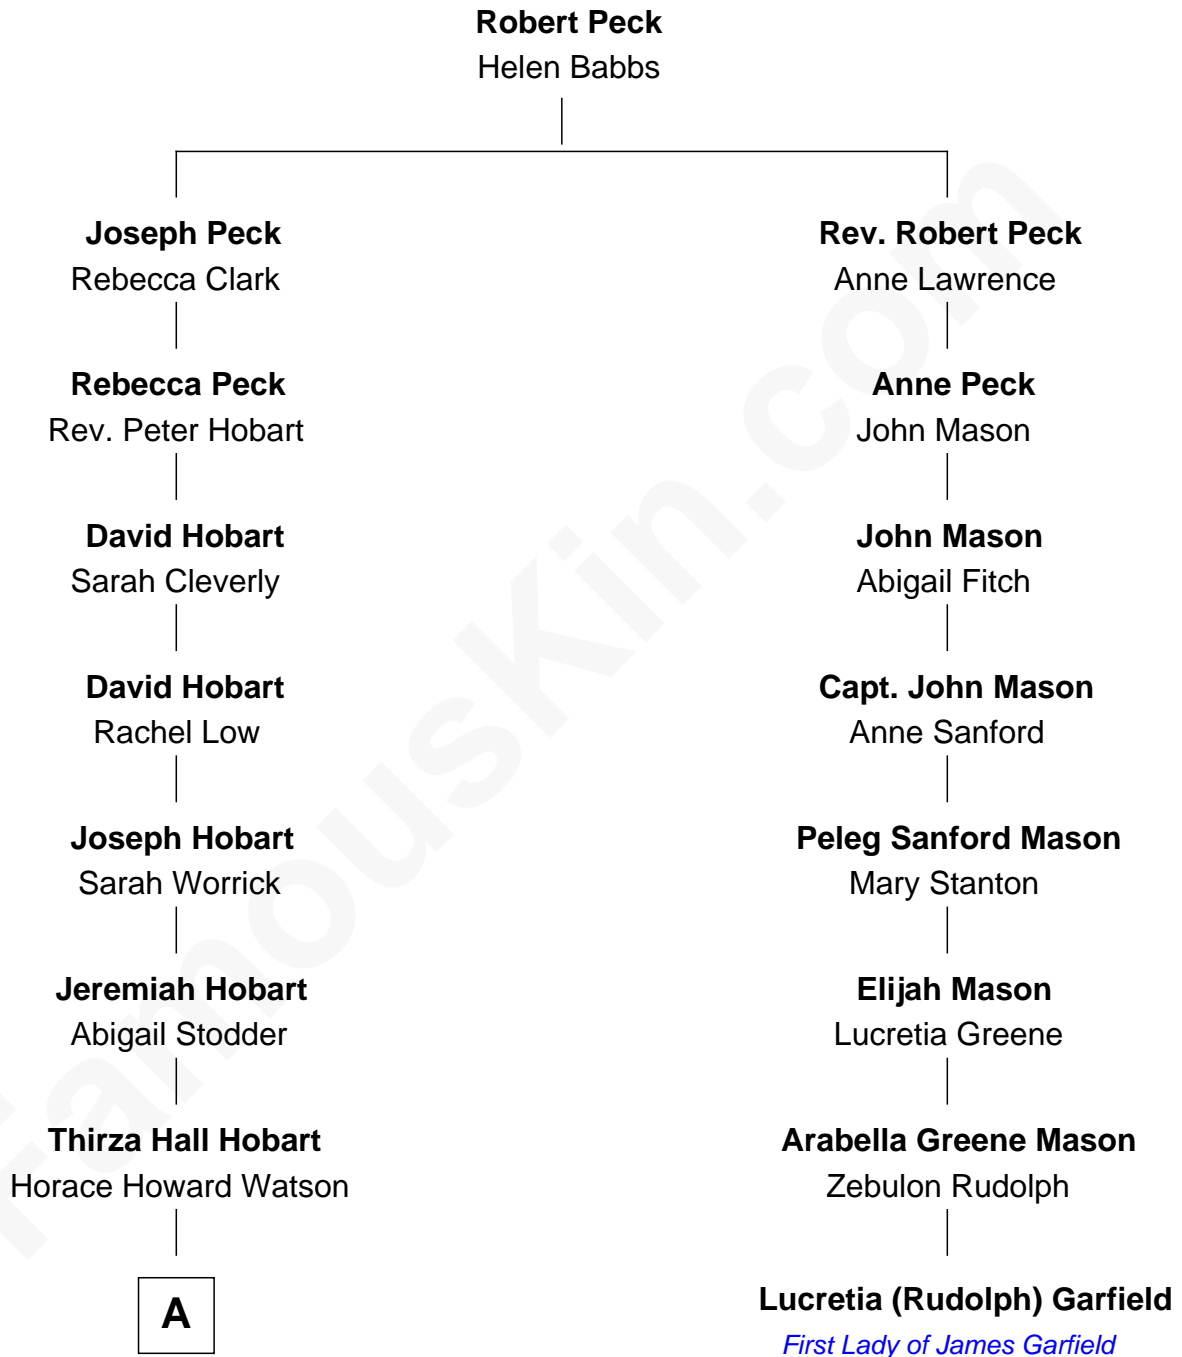 Robert Peck
Helen Babbs
Joseph Peck
Rebecca Clark
Rebecca Peck
Rev. Peter Hobart
David Hobart
Sarah Cleverly
David Hobart
Rachel Low
Joseph Hobart
Sarah Worrick
Jeremiah Hobart
Abigail Stodder
Thirza Hall Hobart
Horace Howard Watson
A
Rev. Robert Peck
Anne Lawrence
Anne Peck
John Mason
John Mason
Abigail Fitch
Capt. John Mason
Anne Sanford
Peleg Sanford Mason
Mary Stanton
Elijah Mason
Lucretia Greene
Arabella Greene Mason
Zebulon Rudolph
Lucretia (Rudolph) Garfield
First Lady of James Garfield
FamousKin.com